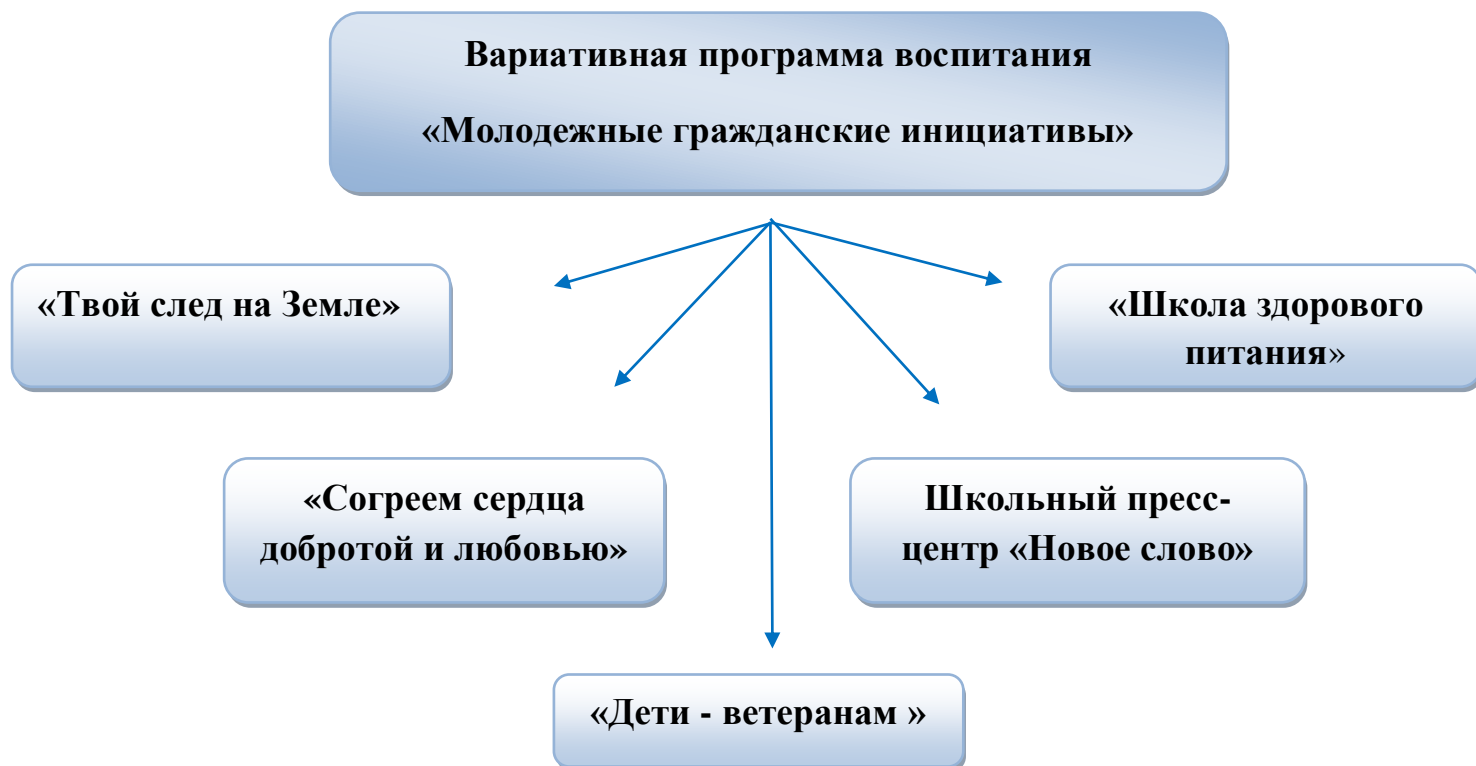 Вариативная программа воспитания
«Молодежные гражданские инициативы»
«Твой след на Земле»
«Школа здорового
питания»
«Согреем сердца
добротой и любовью»
Школьный пресс-
центр «Новое слово»
«Дети - ветеранам »